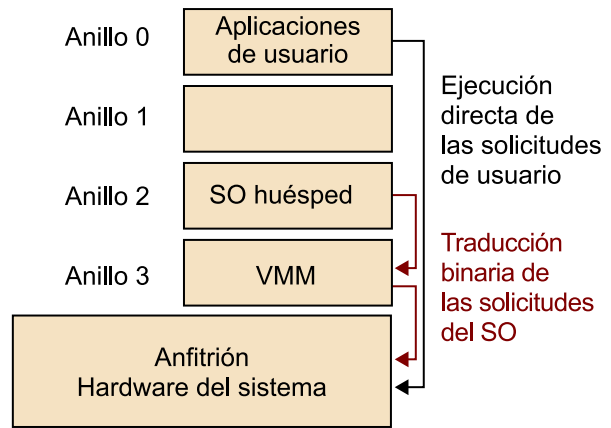 Anillo 0
Aplicaciones
de usuario
Anillo 1
Ejecución
directa de
las solicitudes
de usuario
Anillo 2
SO huésped
Traducción
binaria de
las solicitudes
del SO
Anillo 3
VMM
Anfitrión
Hardware del sistema